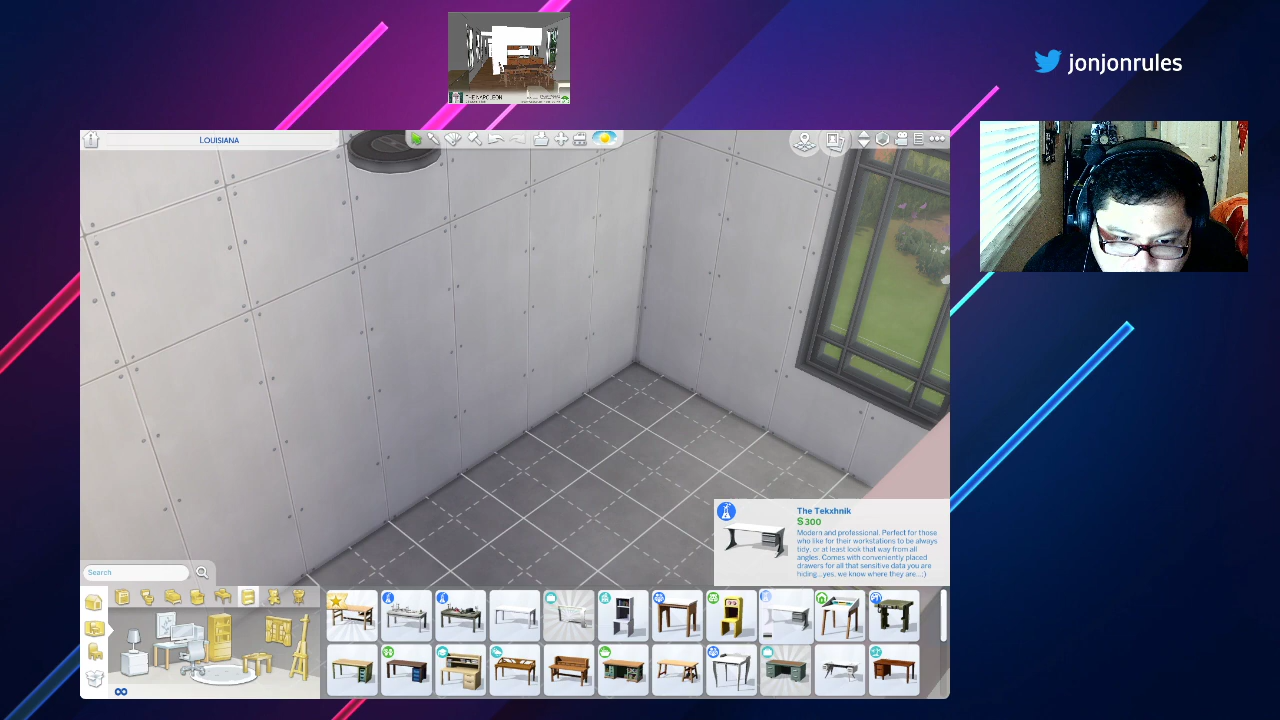 THE NAPOLEON
jonjonrules
LOUISIANA
The Tekxhnik
§300
Modern and professional. Perfect for those
who like for their workstations to be always
tidy, or at least look that way from all
angles. Comes with conveniently placed
drawers for all that sensitive data you are
hiding...yes, we know where they are...;)
Search